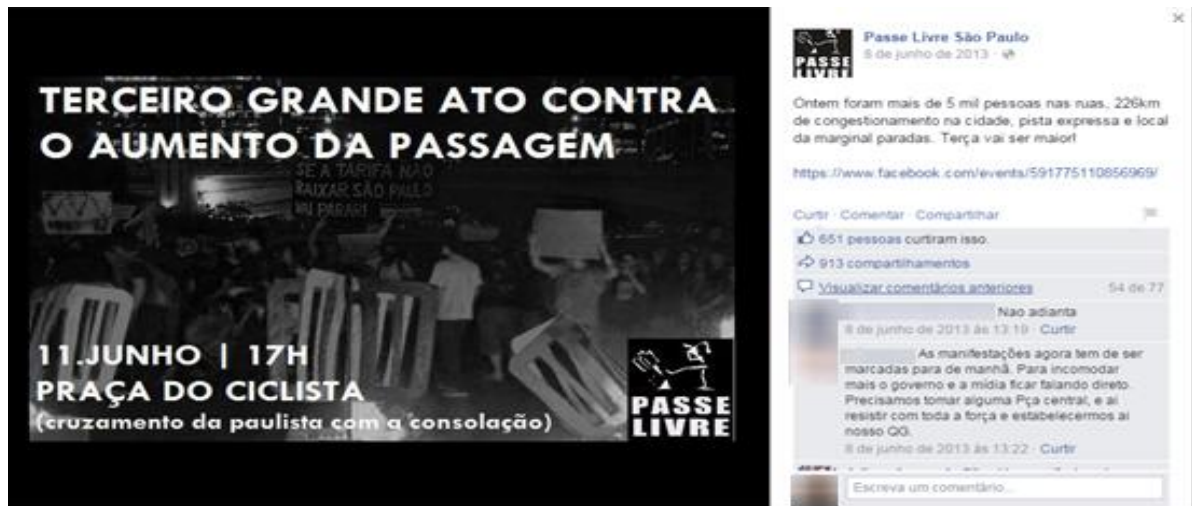 TERCEIRO GRANDE ATO CONTRA
O AUMENTO DA PASSAGEM
SE A TARIFA NÃO
BAIXAR SÃO PAULO
VAI PARAR!
11.JUNHO | 17H
PRAÇA DO CICLISTA
(cruzamento da paulista com a consolação)
PASSE
LIVRE
PASSE
LIVRE
Passe Livre São Paulo
8 de junho de 2013
Ontem foram mais de 5 mil pessoas nas ruas, 226km
de congestionamento na cidade, pista expressa e local
da marginal paradas. Terça vai ser maior!
https://www.facebook.com/events/591775110856969/
Curtir · Comentar · Compartilhar
651 pessoas curtiram isso.
913 compartilhamentos
Visualizar comentários anteriores 54 de 77
Nao adianta
8 de junho de 2013 às 13:19 · Curtir
As manifestações agora tem de ser
marcadas para de manhã. Para incomodar
mais o governo e a mídia ficar falando direto.
Precisamos tomar alguma Pça central, e ai
resistir com toda a força e estabelecermos ai
nosso QG.
8 de junho de 2013 às 13:22 · Curtir
Escreva um comentário...